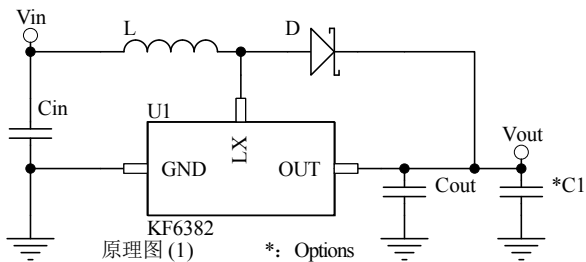 Vin
L
D
Cin
U1
LX
Vout
GND
OUT
Cout
*C1
KF6382
原理图(1)
*：Options